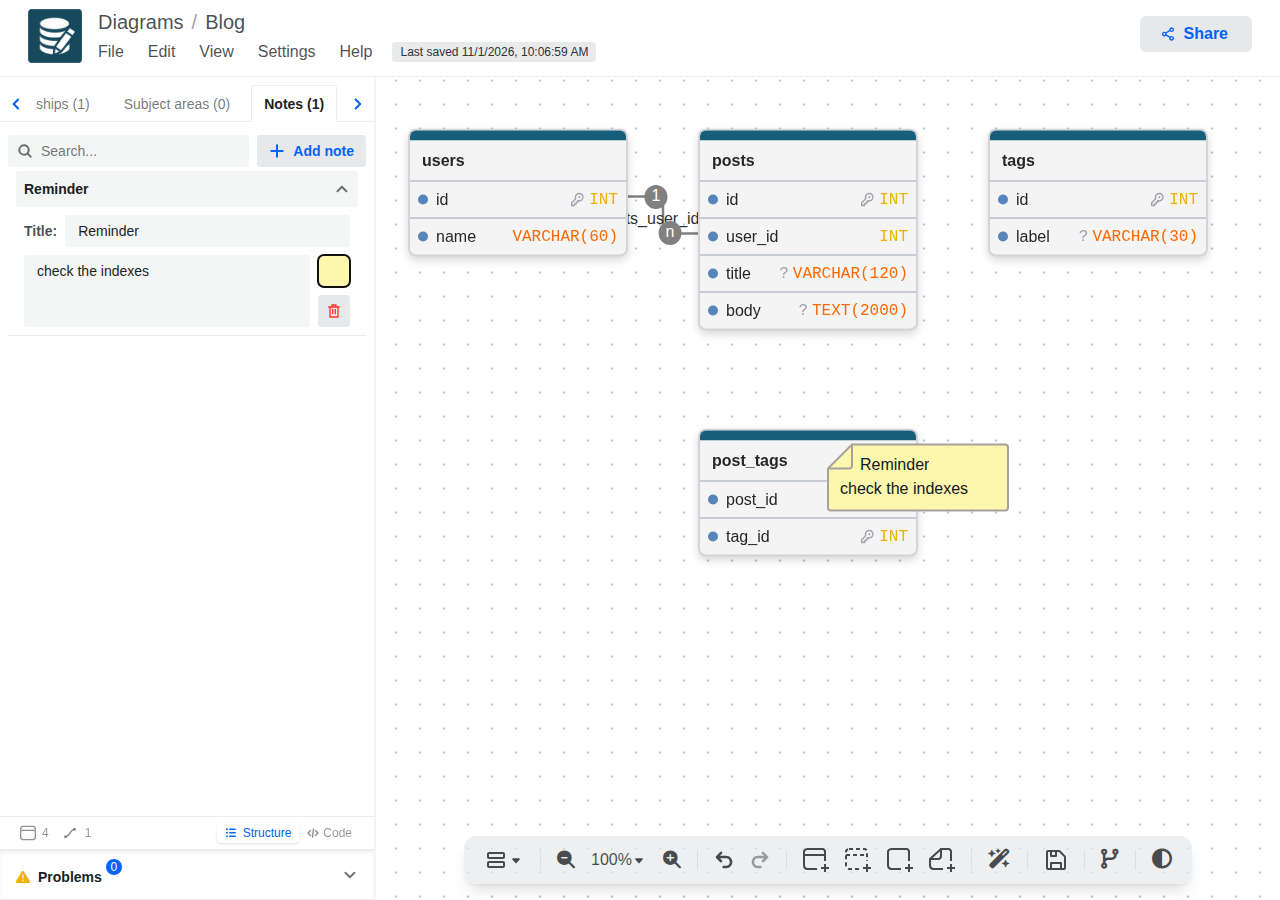 Diagrams / Blog
File Edit View Settings Help Last saved 11/1/2026, 10:06:59 AM
Share
ships (1) Subject areas (0) Notes (1)
Search... Add note
Reminder
Title: Reminder
check the indexes
users
id INT
name VARCHAR(60)
1
ts_user_id
n
posts
id INT
user_id INT
title ? VARCHAR(120)
body ? TEXT(2000)
tags
id INT
label ? VARCHAR(30)
post_tags
post_id
tag_id INT
Reminder
check the indexes
4 1 Structure Code
Problems 0
100%